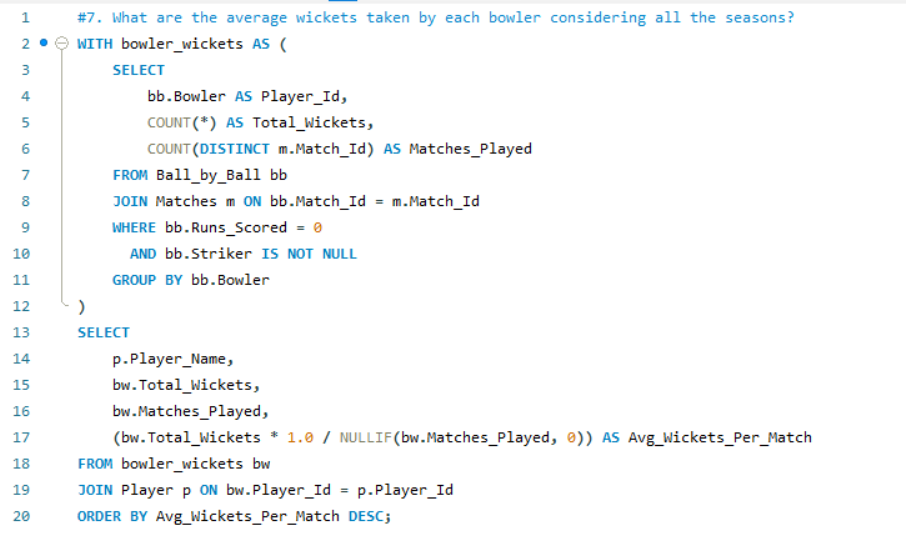 1 #7. What are the average wickets taken by each bowler considering all the seasons?
2 WITH bowler_wickets AS (
3 SELECT
4 bb.Bowler AS Player_Id,
5 COUNT(*) AS Total_Wickets,
6 COUNT(DISTINCT m.Match_Id) AS Matches_Played
7 FROM Ball_by_Ball bb
8 JOIN Matches m ON bb.Match_Id = m.Match_Id
9 WHERE bb.Runs_Scored = 0
10 AND bb.Striker IS NOT NULL
11 GROUP BY bb.Bowler
12 )
13 SELECT
14 p.Player_Name,
15 bw.Total_Wickets,
16 bw.Matches_Played,
17 (bw.Total_Wickets * 1.0 / NULLIF(bw.Matches_Played, 0)) AS Avg_Wickets_Per_Match
18 FROM bowler_wickets bw
19 JOIN Player p ON bw.Player_Id = p.Player_Id
20 ORDER BY Avg_Wickets_Per_Match DESC;